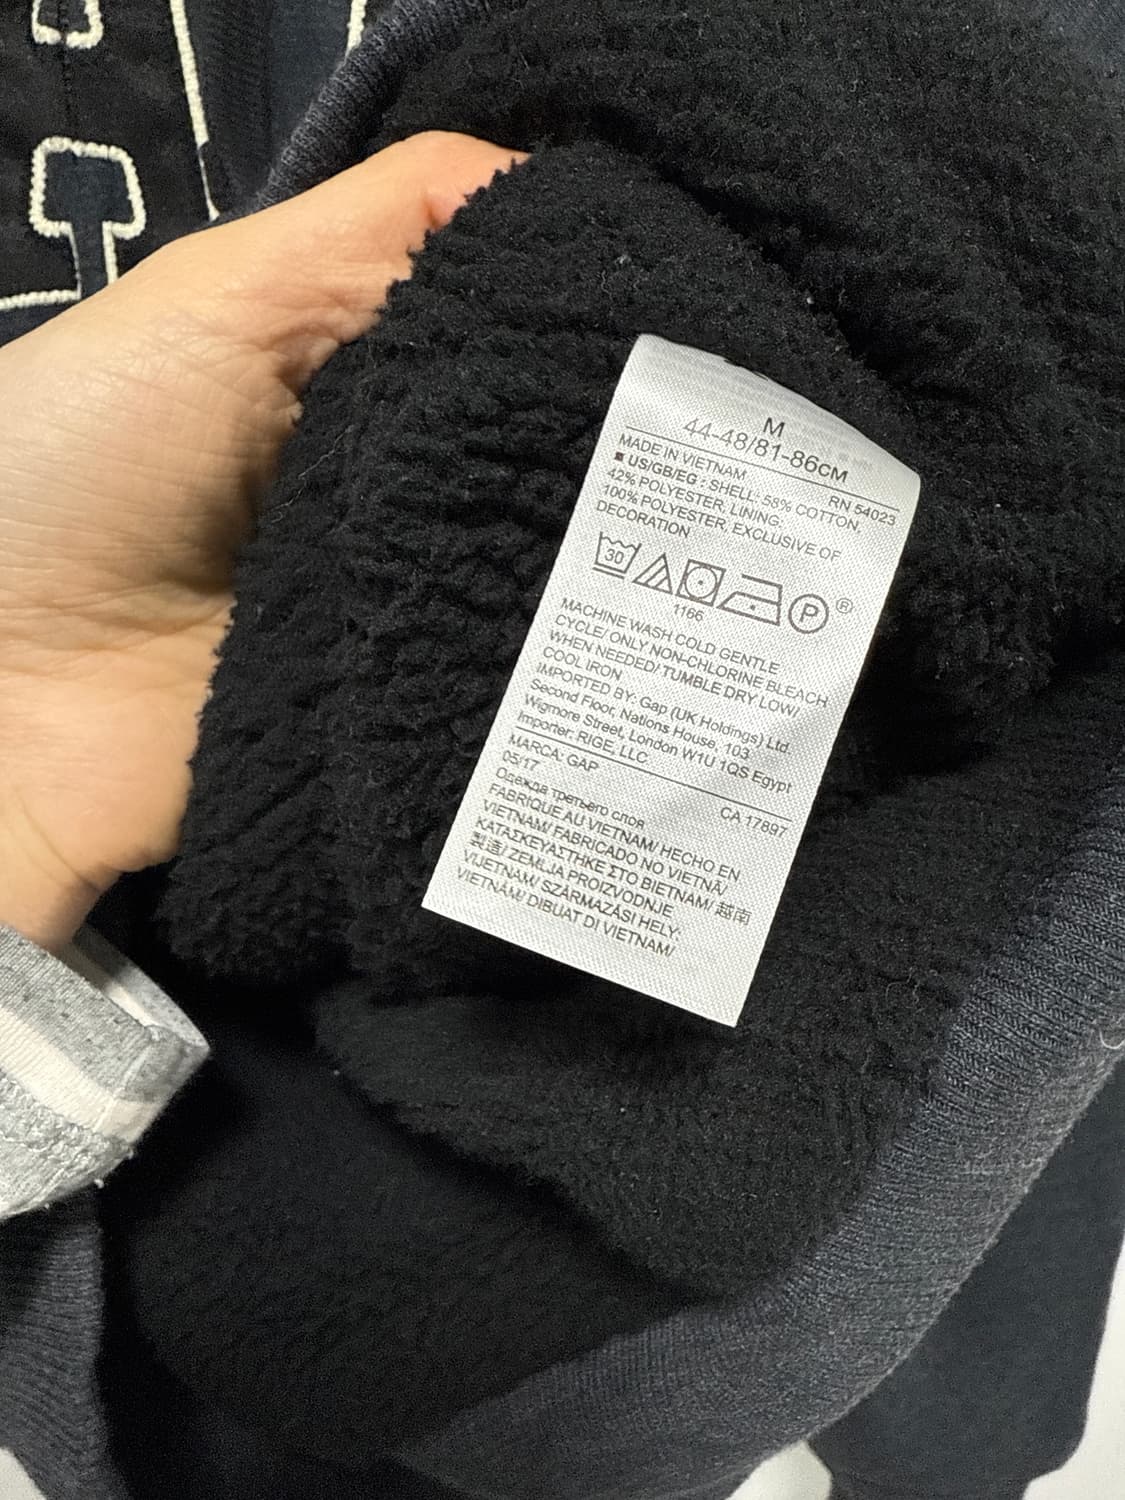 M
44-48/81-86CM
MADE IN VIETNAM RN 54023
■ US/GB/EG : SHELL: 58% COTTON,
42% POLYESTER, LINING:
100% POLYESTER, EXCLUSIVE OF
DECORATION
30 P ®
1166
MACHINE WASH COLD GENTLE
CYCLE/ ONLY NON-CHLORINE BLEACH
WHEN NEEDED/ TUMBLE DRY LOW/
COOL IRON
IMPORTED BY: Gap (UK Holdings) Ltd.
Second Floor, Nations House, 103
Wigmore Street, London W1U 1QS Egypt
Importer: RIGE, LLC
MARCA: GAP CA 17897
05/17
Одежда третьего слоя
FABRIQUE AU VIETNAM/ HECHO EN
VIETNAM/ FABRICADO NO VIETNÃ/
ΚΑΤΑΣΚΕΥΑΣΤΗΚΕ ΣΤΟ ΒΙΕΤΝΑΜ/ 越南
製造/ ZEMLJA PROIZVODNJE
VIJETNAM/ SZÁRMAZÁSI HELY:
VIETNÁM/ DIBUAT DI VIETNAM/